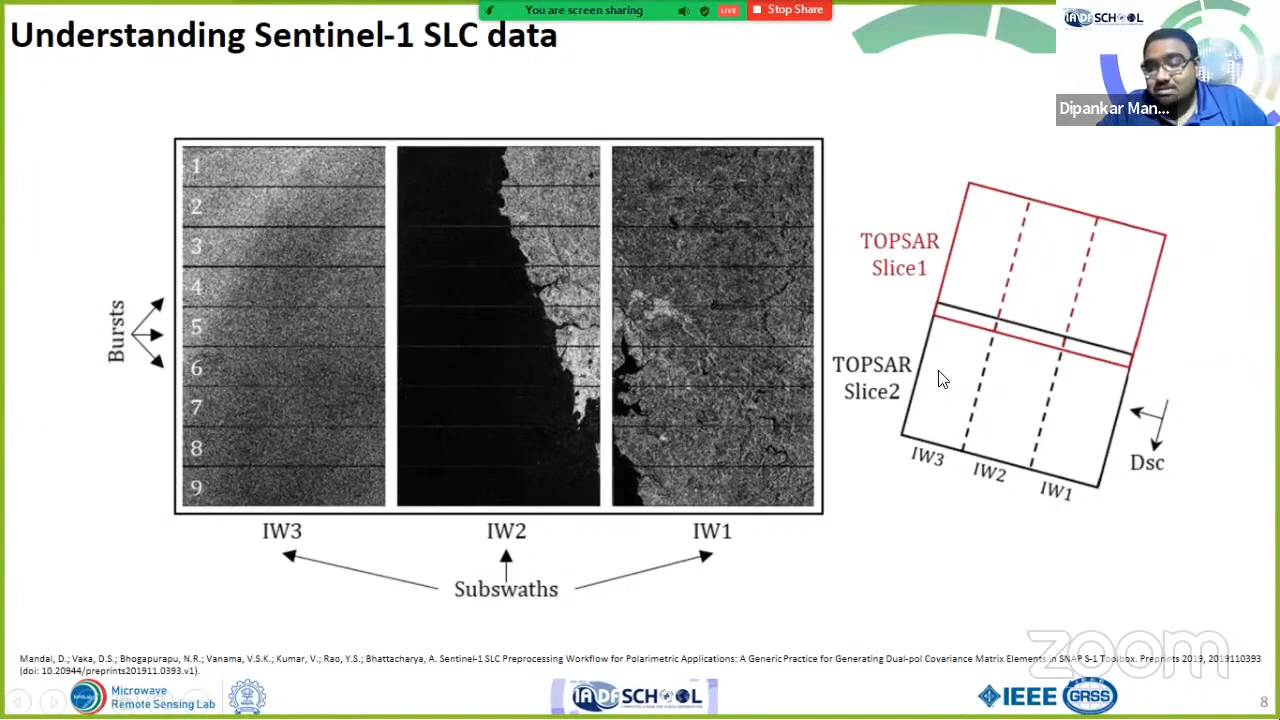 You are screen sharing
LIVE
Stop Share
Understanding Sentinel-1 SLC data
IADF SCHOOL
Dipankar Man...
1
2
3
4
5
6
7
8
9
Bursts
IW3
IW2
IW1
Subswaths
TOPSAR
Slice1
TOPSAR
Slice2
IW3
IW2
IW1
Dsc
zoom
Mandal, D.; Vaka, D.S.; Bhogapurapu, N.R.; Vanama, V.S.K.; Kumar, V.; Rao, Y.S.; Bhattacharya, A. Sentinel-1 SLC Preprocessing Workflow for Polarimetric Applications: A Generic Practice for Generating Dual-pol Covariance Matrix Elements in SNAP S-1 Toolbox. Preprints 2019, 2019110393
(doi: 10.20944/preprints201911.0393.v1).
Microwave
Remote Sensing Lab
IADF SCHOOL
IEEE
GRSS
8